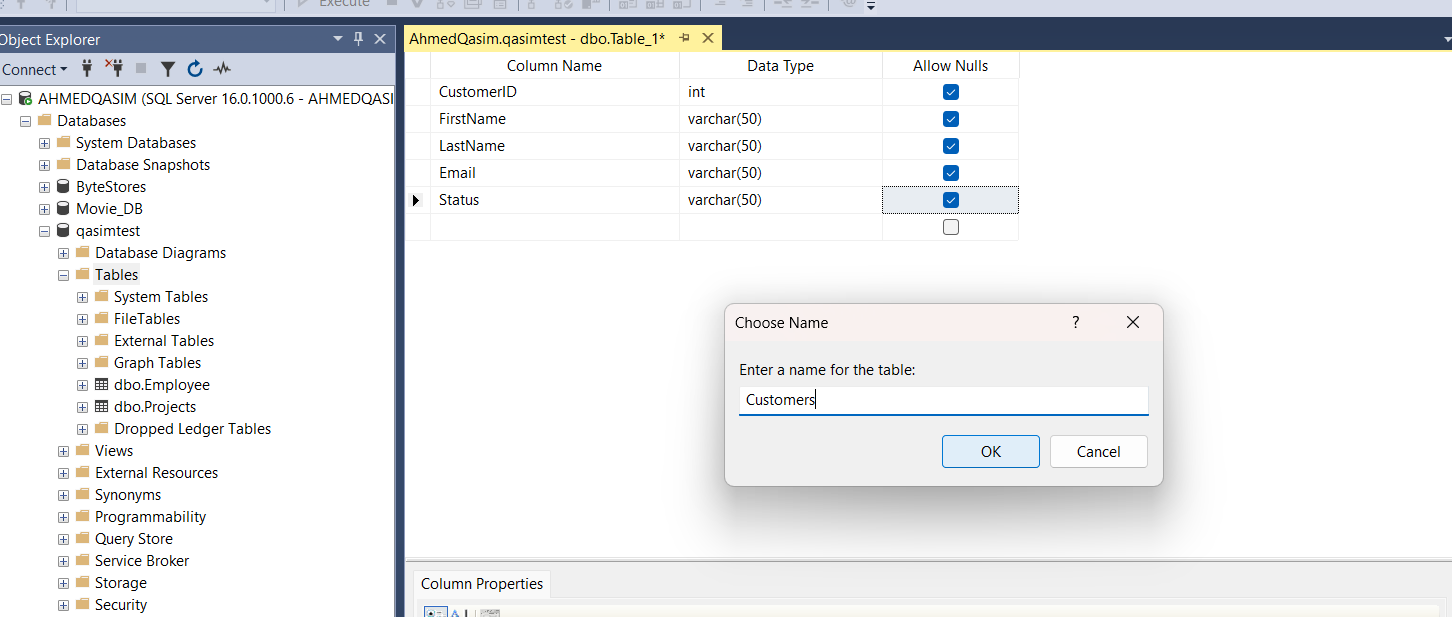 Execute
Object Explorer
Connect
AHMEDQASIM (SQL Server 16.0.1000.6 - AHMEDQASI
Databases
System Databases
Database Snapshots
ByteStores
Movie_DB
qasimtest
Database Diagrams
Tables
System Tables
FileTables
External Tables
Graph Tables
dbo.Employee
dbo.Projects
Dropped Ledger Tables
Views
External Resources
Synonyms
Programmability
Query Store
Service Broker
Storage
Security
AhmedQasim.qasimtest - dbo.Table_1*
Column Name Data Type Allow Nulls
CustomerID int
FirstName varchar(50)
LastName varchar(50)
Email varchar(50)
Status varchar(50)
Choose Name ?
Enter a name for the table:
Customers
OK Cancel
Column Properties